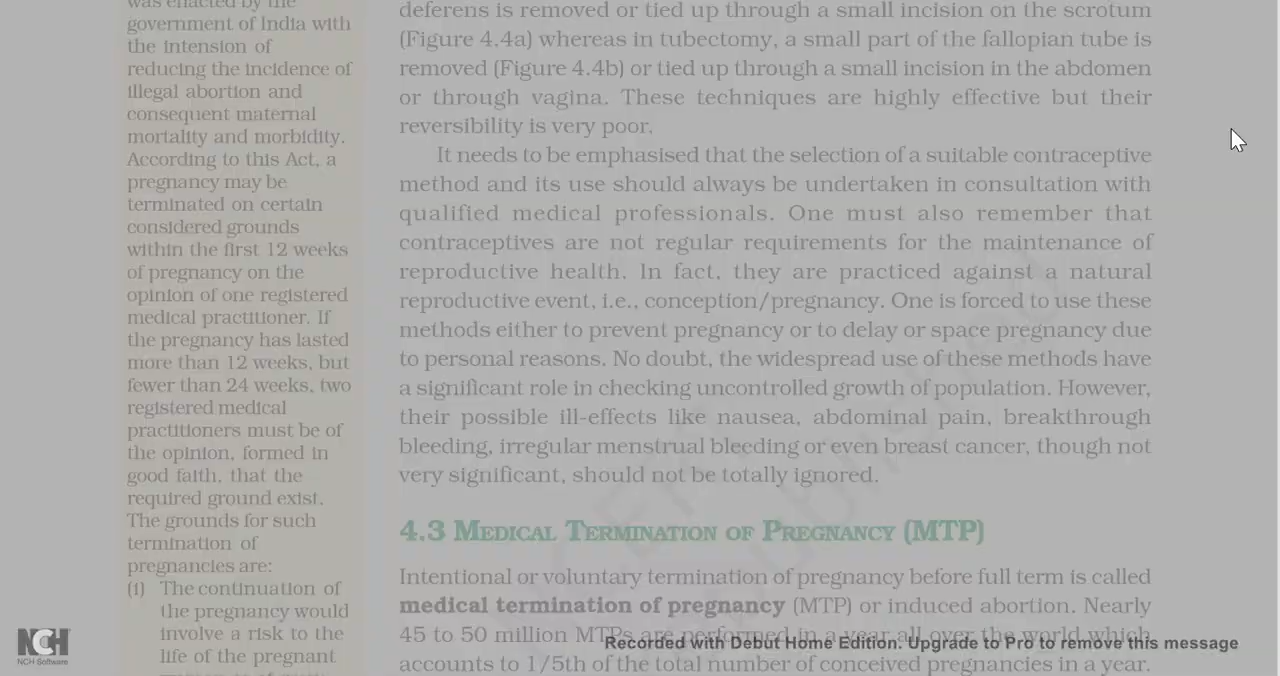 was enacted by the
government of India with
the intension of
reducing the incidence of
illegal abortion and
consequent maternal
mortality and morbidity.
According to this Act, a
pregnancy may be
terminated on certain
considered grounds
within the first 12 weeks
of pregnancy on the
opinion of one registered
medical practitioner. If
the pregnancy has lasted
more than 12 weeks, but
fewer than 24 weeks, two
registered medical
practitioners must be of
the opinion, formed in
good faith, that the
required ground exist.
The grounds for such
termination of
pregnancies are:
(i) The continuation of
the pregnancy would
involve a risk to the
life of the pregnant
deferens is removed or tied up through a small incision on the scrotum
(Figure 4.4a) whereas in tubectomy, a small part of the fallopian tube is
removed (Figure 4.4b) or tied up through a small incision in the abdomen
or through vagina. These techniques are highly effective but their
reversibility is very poor.
It needs to be emphasised that the selection of a suitable contraceptive
method and its use should always be undertaken in consultation with
qualified medical professionals. One must also remember that
contraceptives are not regular requirements for the maintenance of
reproductive health. In fact, they are practiced against a natural
reproductive event, i.e., conception/pregnancy. One is forced to use these
methods either to prevent pregnancy or to delay or space pregnancy due
to personal reasons. No doubt, the widespread use of these methods have
a significant role in checking uncontrolled growth of population. However,
their possible ill-effects like nausea, abdominal pain, breakthrough
bleeding, irregular menstrual bleeding or even breast cancer, though not
very significant, should not be totally ignored.
4.3 MEDICAL TERMINATION OF PREGNANCY (MTP)
Intentional or voluntary termination of pregnancy before full term is called
medical termination of pregnancy (MTP) or induced abortion. Nearly
45 to 50 million MTPs are performed in a year all over the world which
accounts to 1/5th of the total number of conceived pregnancies in a year.
NCH
NCH Software
Recorded with Debut Home Edition. Upgrade to Pro to remove this message